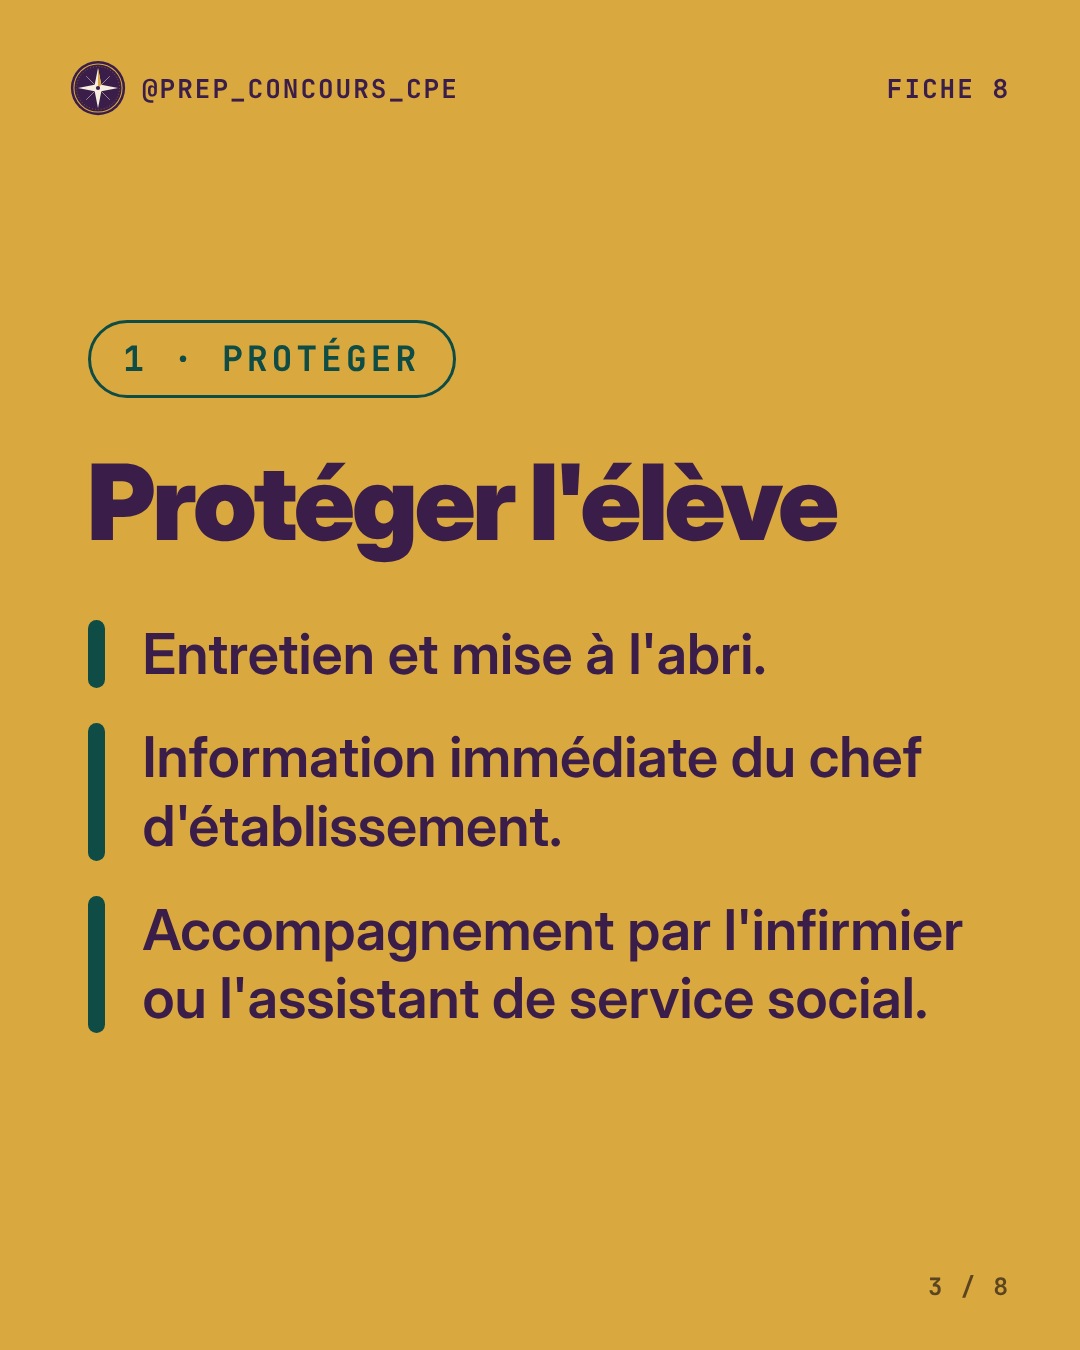 @PREP_CONCOURS_CPE
FICHE 8
1 · PROTÉGER
Protéger l'élève
Entretien et mise à l'abri.
Information immédiate du chef
d'établissement.
Accompagnement par l'infirmier
ou l'assistant de service social.
3 / 8